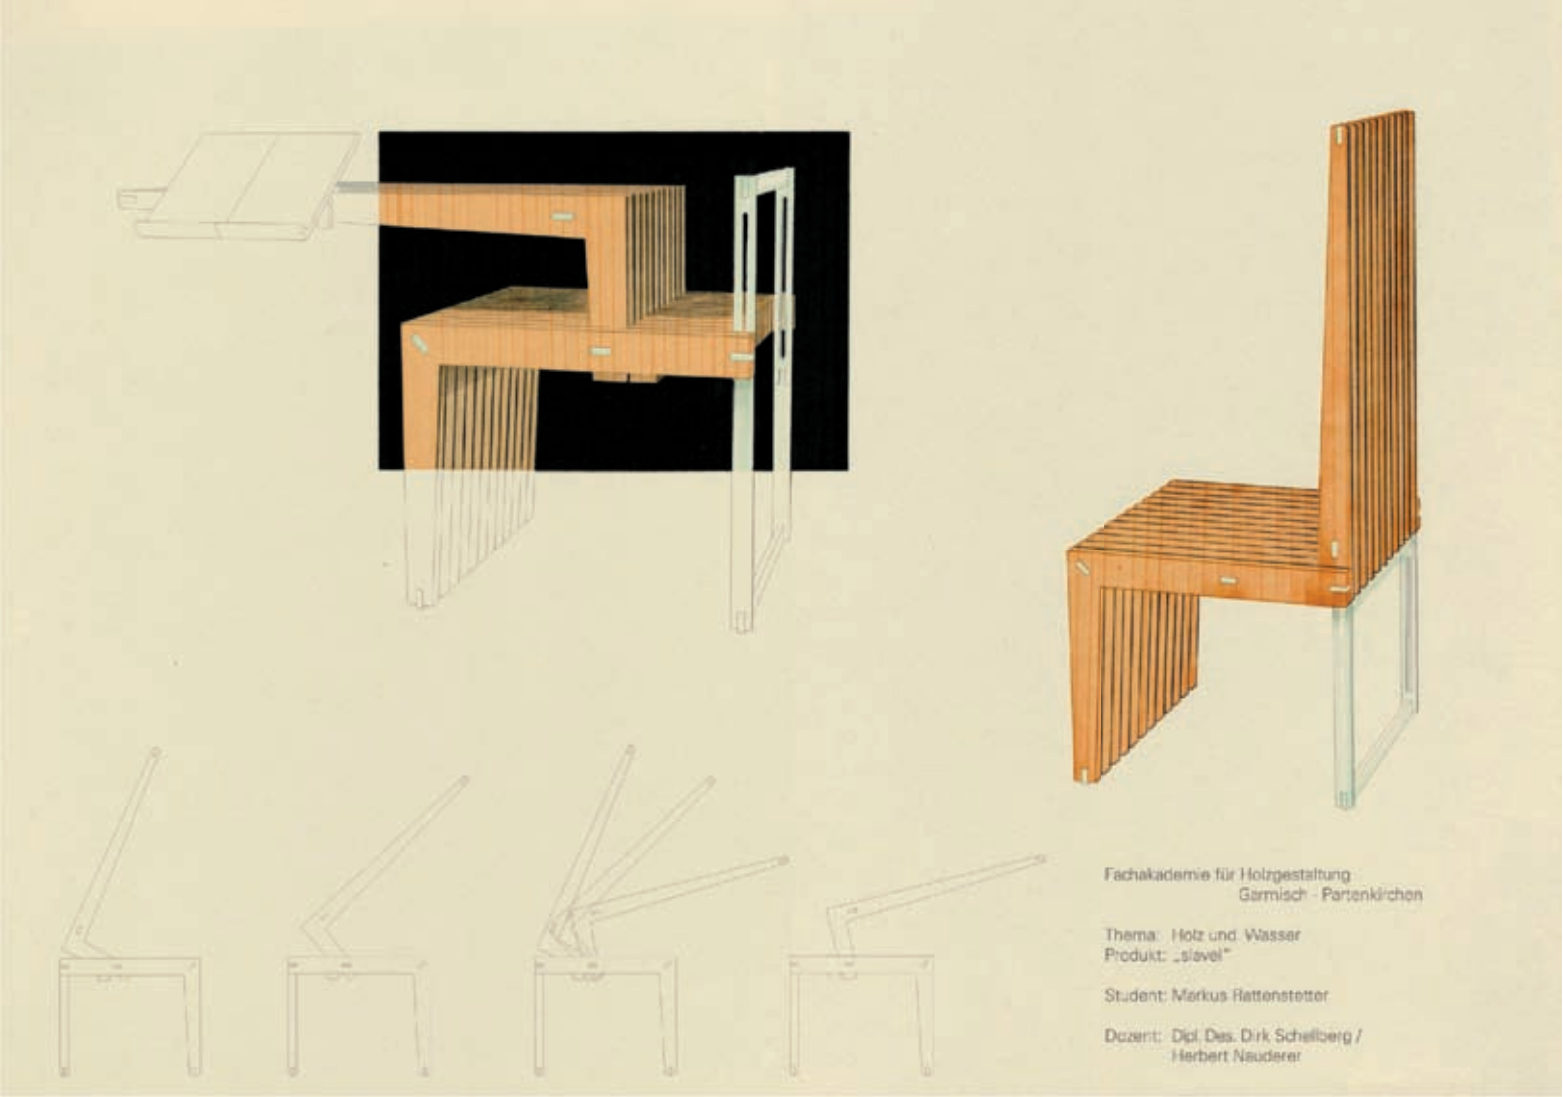 Fachakademie für Holzgestaltung
Garmisch - Partenkirchen
Thema: Holz und Wasser
Produkt: „slavei“
Student: Markus Rattenstetter
Dozent: Dipl. Des. Dirk Schellberg /
Herbert Nauderer